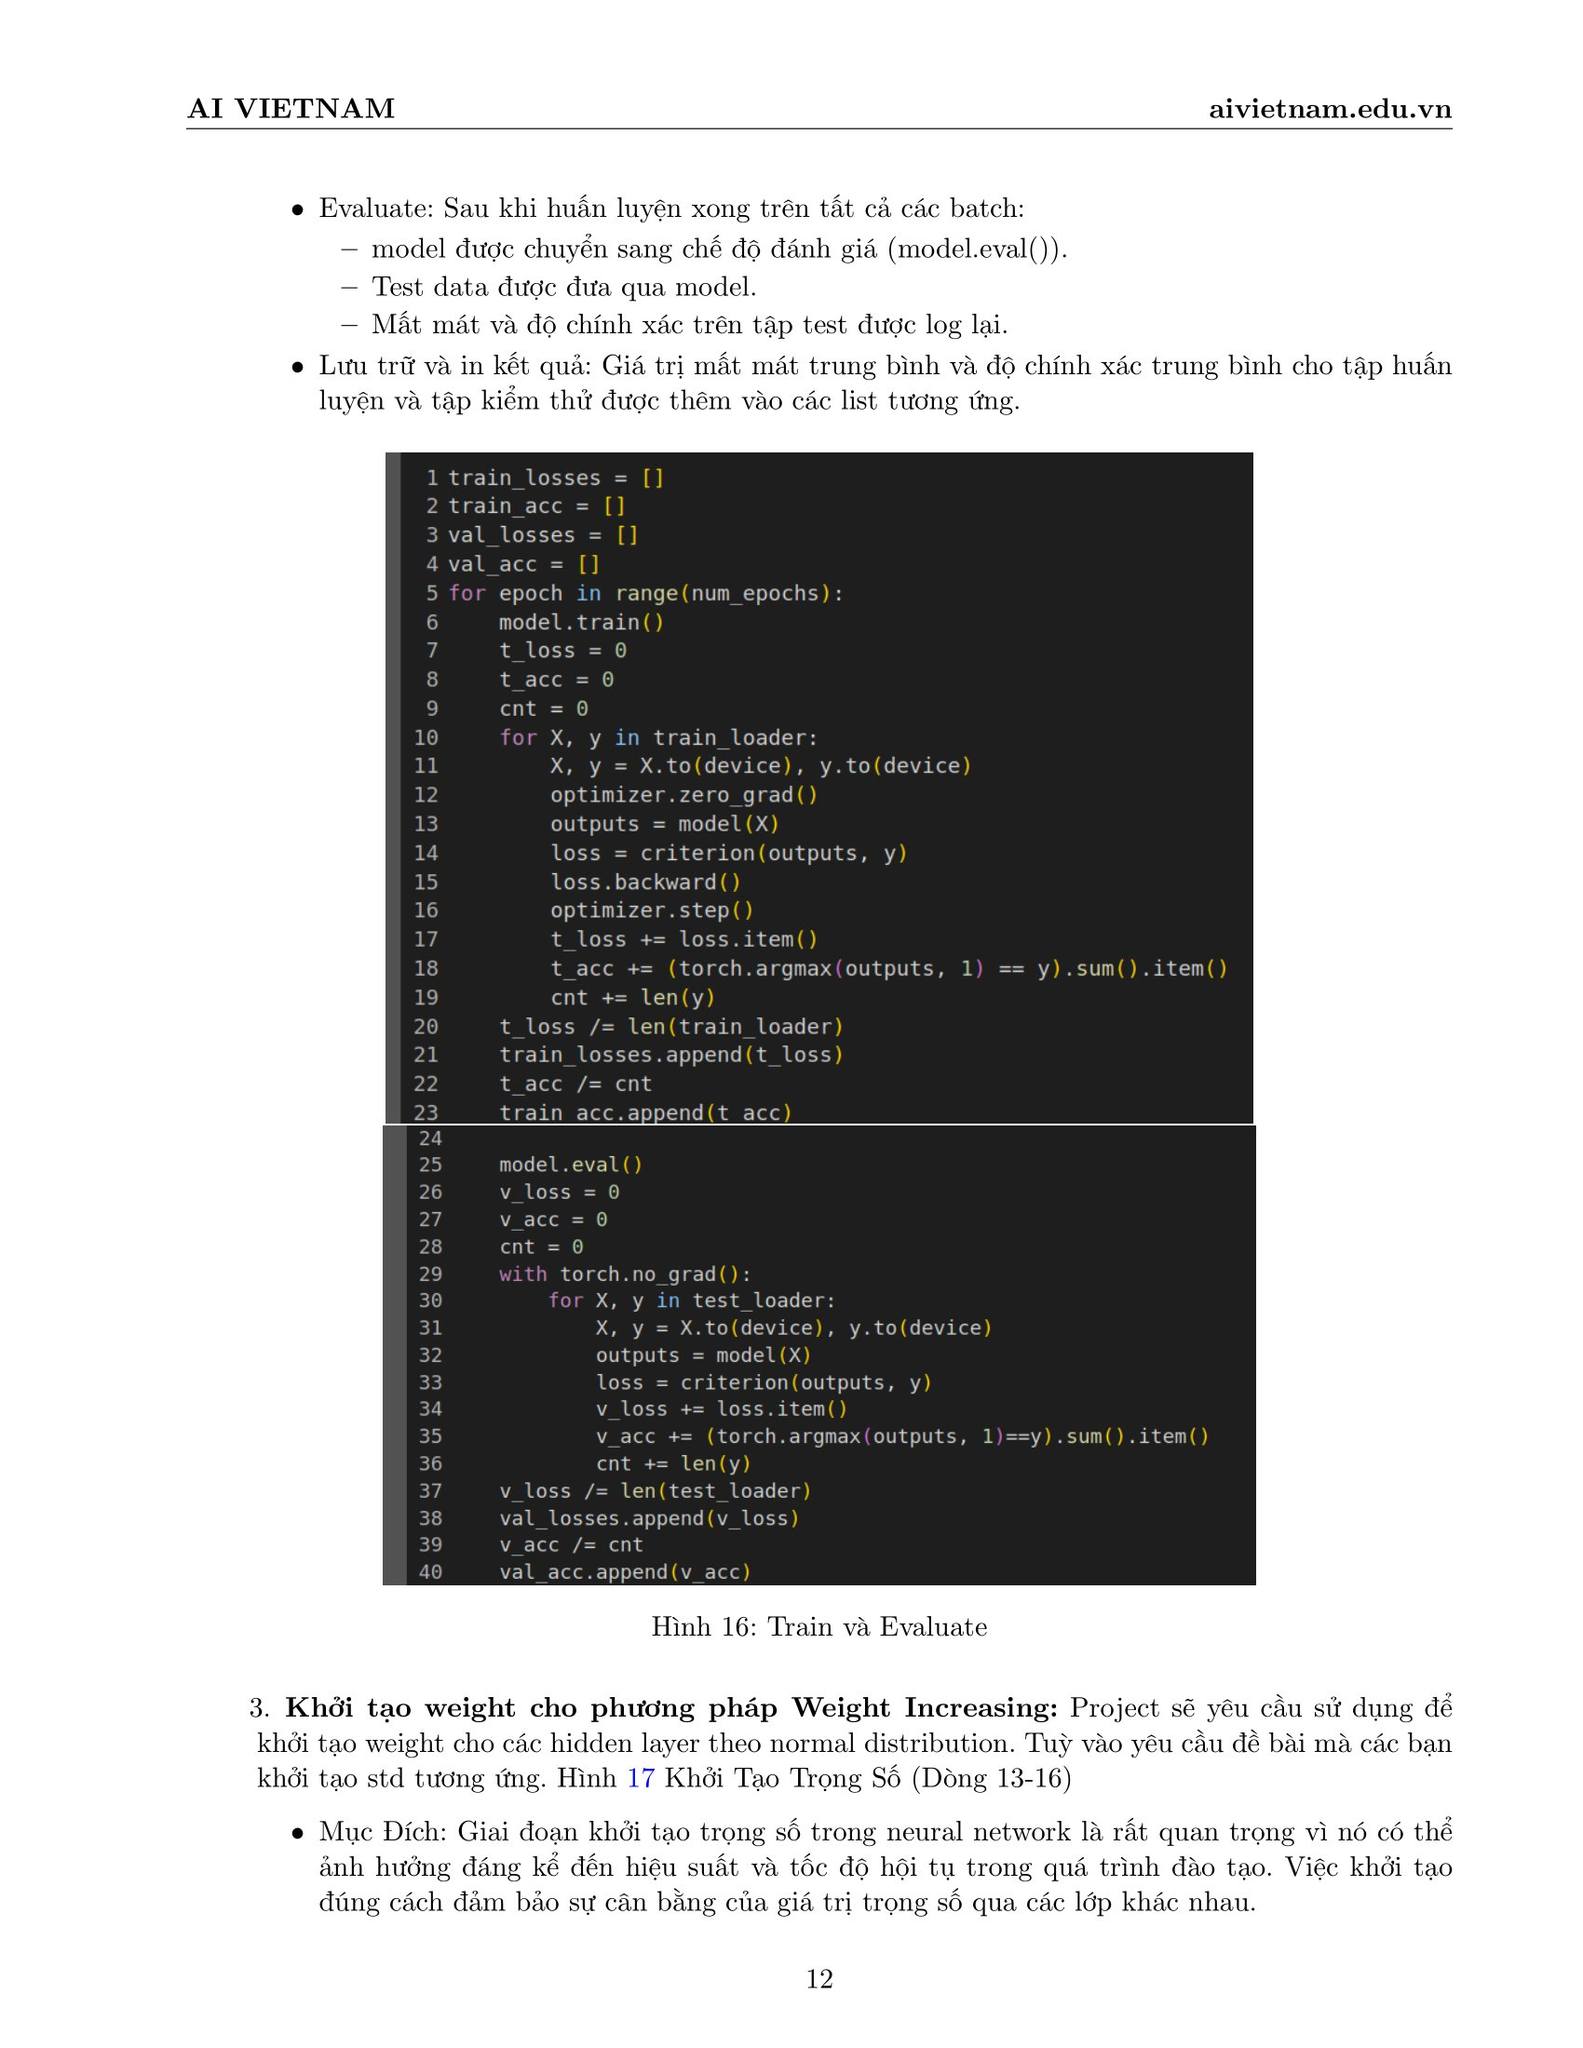 AI VIETNAM
aivietnam.edu.vn
• Evaluate: Sau khi huấn luyện xong trên tất cả các batch:
– model được chuyển sang chế độ đánh giá (model.eval()).
– Test data được đưa qua model.
– Mất mát và độ chính xác trên tập test được log lại.
• Lưu trữ và in kết quả: Giá trị mất mát trung bình và độ chính xác trung bình cho tập huấn
luyện và tập kiểm thử được thêm vào các list tương ứng.
1 train_losses = []
2 train_acc = []
3 val_losses = []
4 val_acc = []
5 for epoch in range(num_epochs):
6     model.train()
7     t_loss = 0
8     t_acc = 0
9     cnt = 0
10     for X, y in train_loader:
11         X, y = X.to(device), y.to(device)
12         optimizer.zero_grad()
13         outputs = model(X)
14         loss = criterion(outputs, y)
15         loss.backward()
16         optimizer.step()
17         t_loss += loss.item()
18         t_acc += (torch.argmax(outputs, 1) == y).sum().item()
19         cnt += len(y)
20     t_loss /= len(train_loader)
21     train_losses.append(t_loss)
22     t_acc /= cnt
23     train_acc.append(t_acc)
24
25     model.eval()
26     v_loss = 0
27     v_acc = 0
28     cnt = 0
29     with torch.no_grad():
30         for X, y in test_loader:
31             X, y = X.to(device), y.to(device)
32             outputs = model(X)
33             loss = criterion(outputs, y)
34             v_loss += loss.item()
35             v_acc += (torch.argmax(outputs, 1)==y).sum().item()
36             cnt += len(y)
37     v_loss /= len(test_loader)
38     val_losses.append(v_loss)
39     v_acc /= cnt
40     val_acc.append(v_acc)
Hình 16: Train và Evaluate
3. Khởi tạo weight cho phương pháp Weight Increasing: Project sẽ yêu cầu sử dụng để
khởi tạo weight cho các hidden layer theo normal distribution. Tuỳ vào yêu cầu đề bài mà các bạn
khởi tạo std tương ứng. Hình 17 Khởi Tạo Trọng Số (Dòng 13-16)
• Mục Đích: Giai đoạn khởi tạo trọng số trong neural network là rất quan trọng vì nó có thể
ảnh hưởng đáng kể đến hiệu suất và tốc độ hội tụ trong quá trình đào tạo. Việc khởi tạo
đúng cách đảm bảo sự cân bằng của giá trị trọng số qua các lớp khác nhau.
12